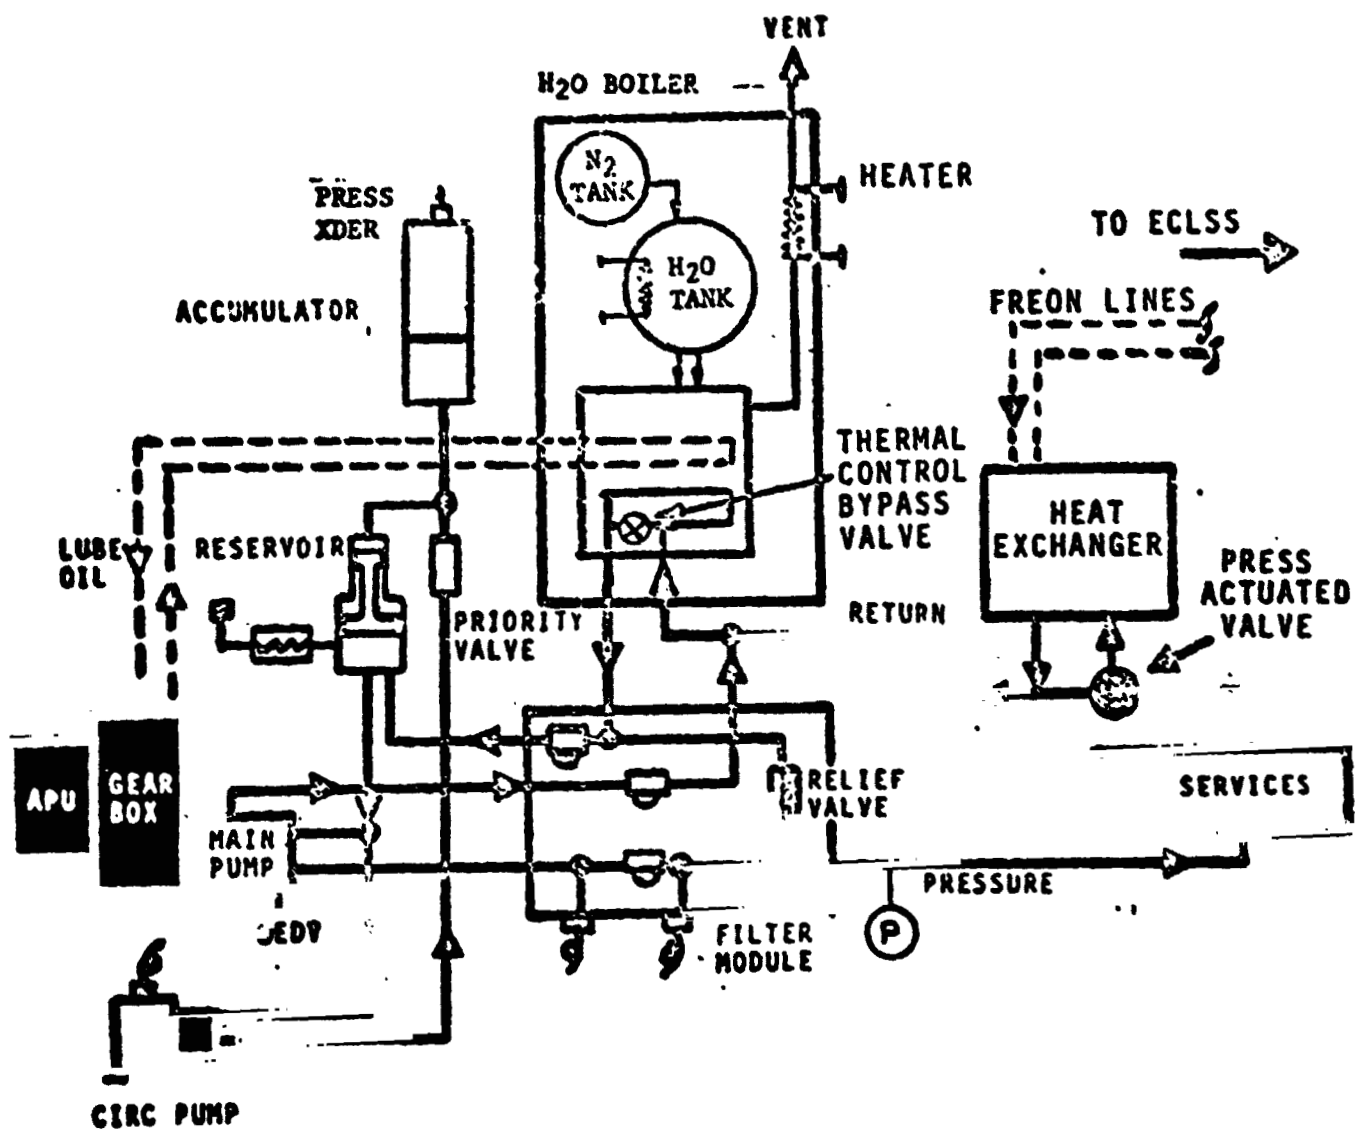 VENT
H2O BOILER
N2
TANK
HEATER
PRESS
XDER
TO ECLSS
H2O
TANK
FREON LINES
ACCUMULATOR
THERMAL
CONTROL
BYPASS
VALVE
HEAT
EXCHANGER
LUBE
OIL
RESERVOIR
PRESS
ACTUATED
VALVE
RETURN
PRIORITY
VALVE
APU
GEAR
BOX
RELIEF
VALVE
SERVICES
MAIN
PUMP
PRESSURE
P
FILTER
MODULE
CIRC PUMP